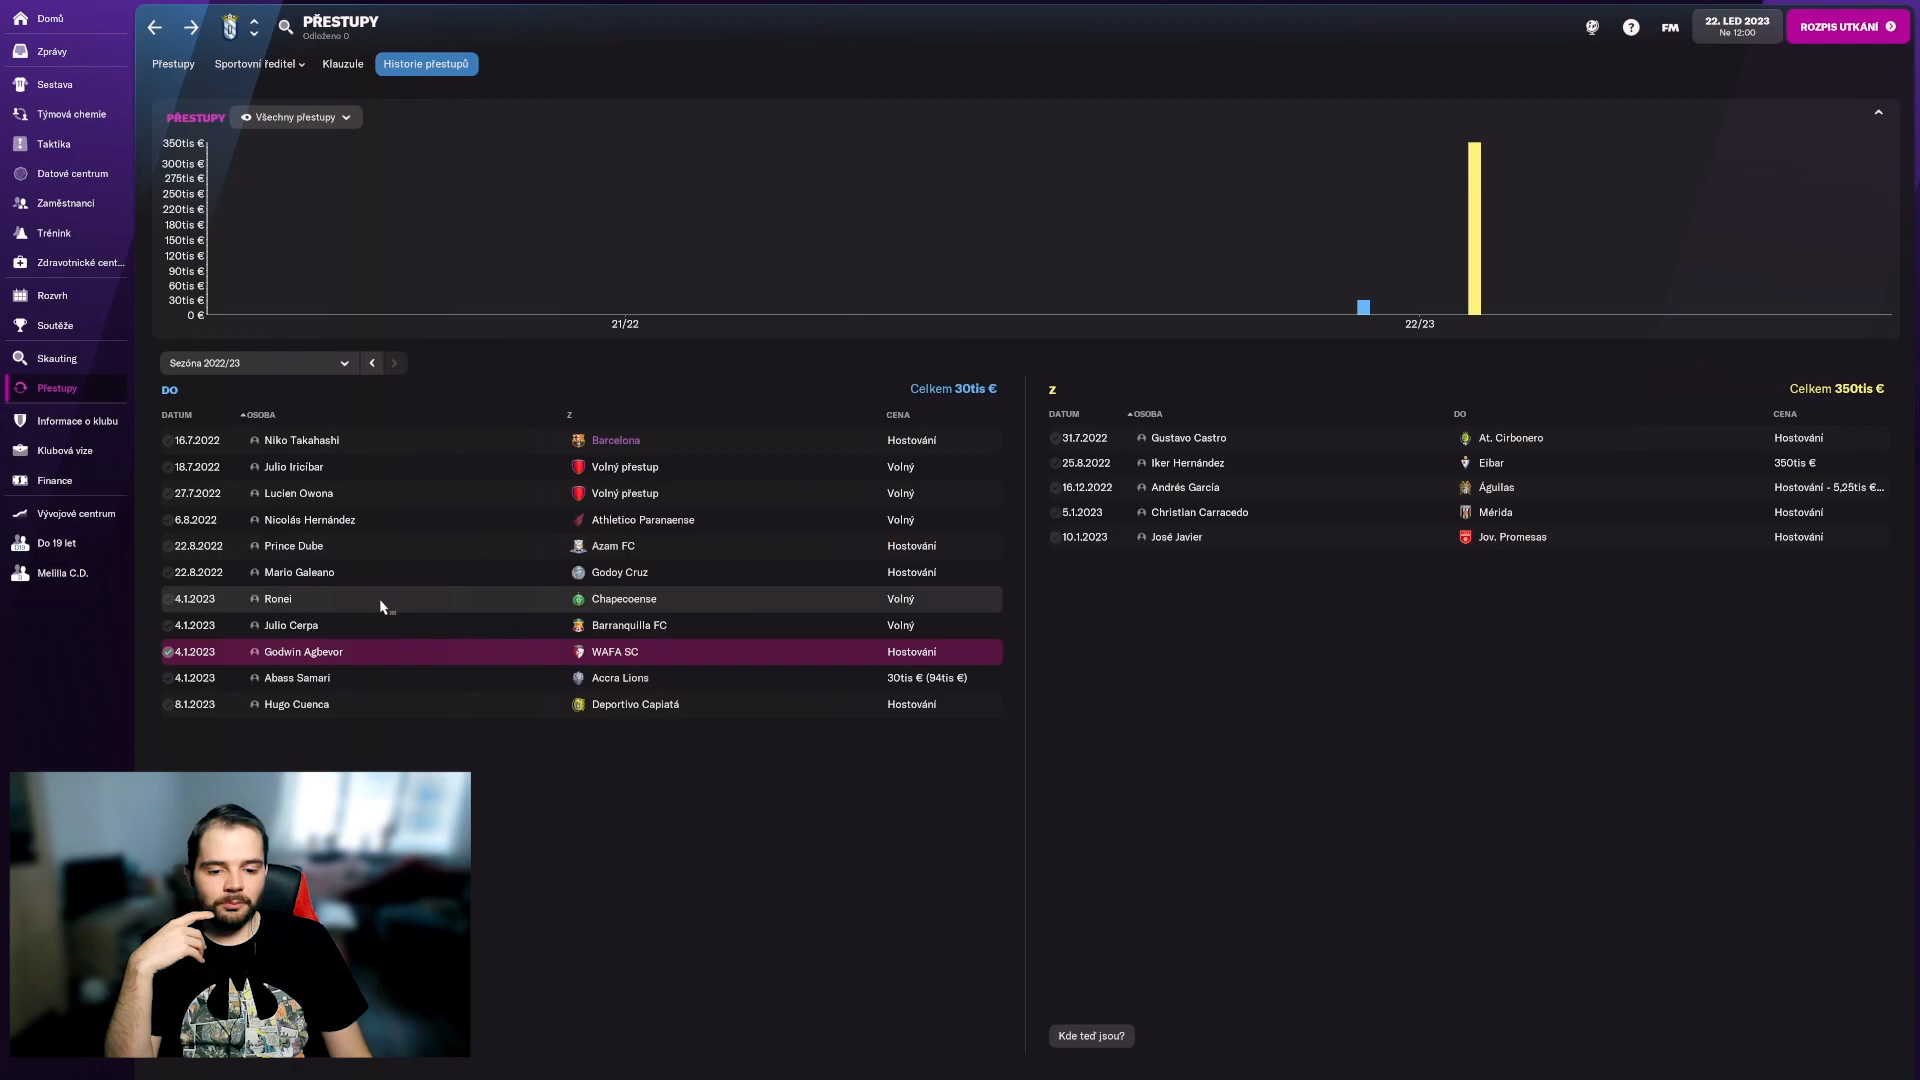 Domů
Zprávy
Sestava
Týmová chemie
Taktika
Datové centrum
Zaměstnanci
Trénink
Zdravotnické cent...
Rozvrh
Soutěže
Skauting
Přestupy
Informace o klubu
Klubová vize
Finance
Vývojové centrum
Do 19 let
Melilla C.D.
PŘESTUPY
Odloženo 0
FM
22. LED 2023
Ne 12:00
ROZPIS UTKÁNÍ
Přestupy Sportovní ředitel Klauzule Historie přestupů
PŘESTUPY Všechny přestupy
350tis €
300tis €
275tis €
250tis €
220tis €
180tis €
150tis €
120tis €
90tis €
60tis €
30tis €
0 €
21/22 22/23
Sezóna 2022/23
DO Celkem 30tis €
DATUM OSOBA Z CENA
16.7.2022 Niko Takahashi Barcelona Hostování
18.7.2022 Julio Iricíbar Volný přestup Volný
27.7.2022 Lucien Owona Volný přestup Volný
6.8.2022 Nicolás Hernández Athletico Paranaense Volný
22.8.2022 Prince Dube Azam FC Hostování
22.8.2022 Mario Galeano Godoy Cruz Hostování
4.1.2023 Ronei Chapecoense Volný
4.1.2023 Julio Cerpa Barranquilla FC Volný
4.1.2023 Godwin Agbevor WAFA SC Hostování
4.1.2023 Abass Samari Accra Lions 30tis € (94tis €)
8.1.2023 Hugo Cuenca Deportivo Capiatá Hostování
Z Celkem 350tis €
DATUM OSOBA DO CENA
31.7.2022 Gustavo Castro At. Cirbonero Hostování
25.8.2022 Iker Hernández Eibar 350tis €
16.12.2022 Andrés García Águilas Hostování - 5,25tis €...
5.1.2023 Christian Carracedo Mérida Hostování
10.1.2023 José Javier Jov. Promesas Hostování
Kde teď jsou?